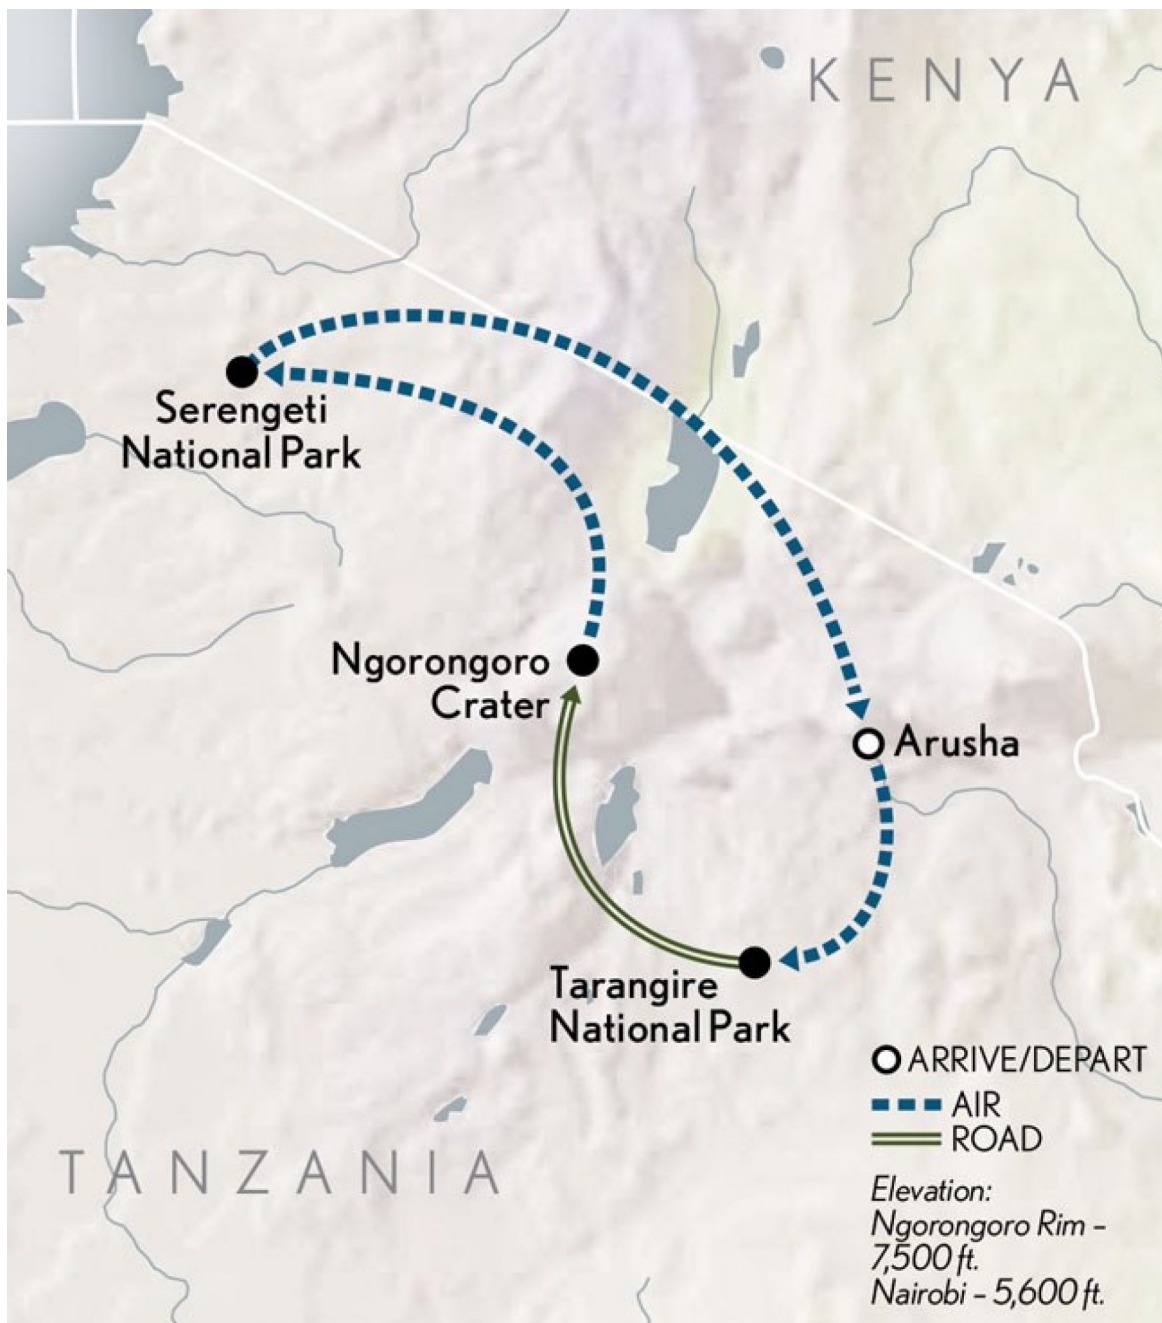 KENYA
Serengeti
National Park
Ngorongoro
Crater
Arusha
Tarangire
National Park
ARRIVE/DEPART
AIR
ROAD
TANZANIA
Elevation:
Ngorongoro Rim –
7,500 ft.
Nairobi – 5,600 ft.